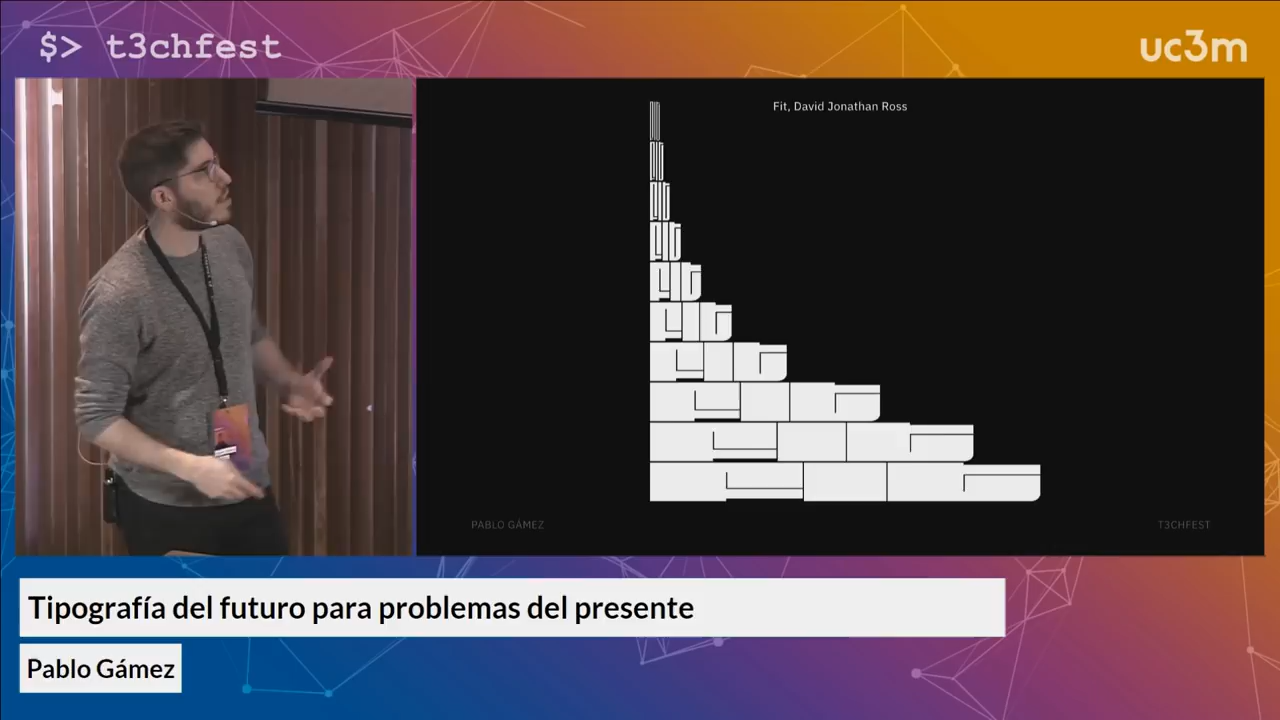 $> t3chfest
uc3m
Fit, David Jonathan Ross
PABLO GÁMEZ
T3CHFEST
Tipografía del futuro para problemas del presente
Pablo Gámez